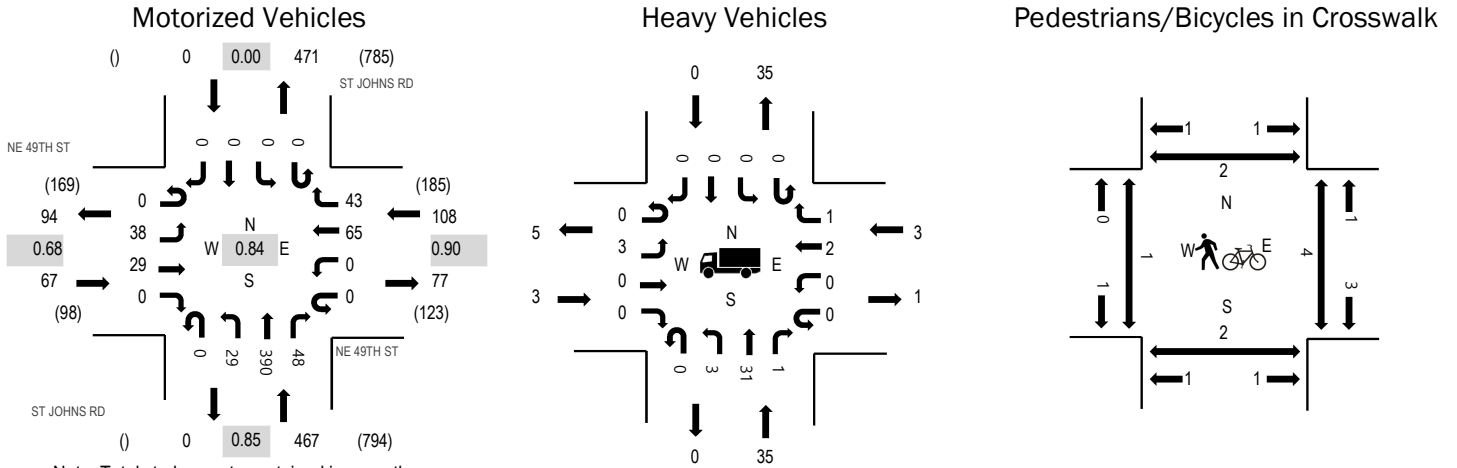 Motorized Vehicles Heavy Vehicles Pedestrians/Bicycles in Crosswalk
() 0 0.00 471 (785)
ST JOHNS RD
0 35
1 1
NE 49TH ST
0 0 0 0
0 0 0 0
2
(169) (185)
0 43
94 108
38 65
0.68 W N 0.84 E S 0.90
29 0
67 77
0 0
(98) (123)
0 29 390 48
NE 49TH ST
ST JOHNS RD
() 0 0.85 467 (794)
0 1
5 3
3 2
W N E S
0 0
3 1
0 0
0 3 31 1
0 35
0 1
N
1 W E 4
S
1 3
2
1 1